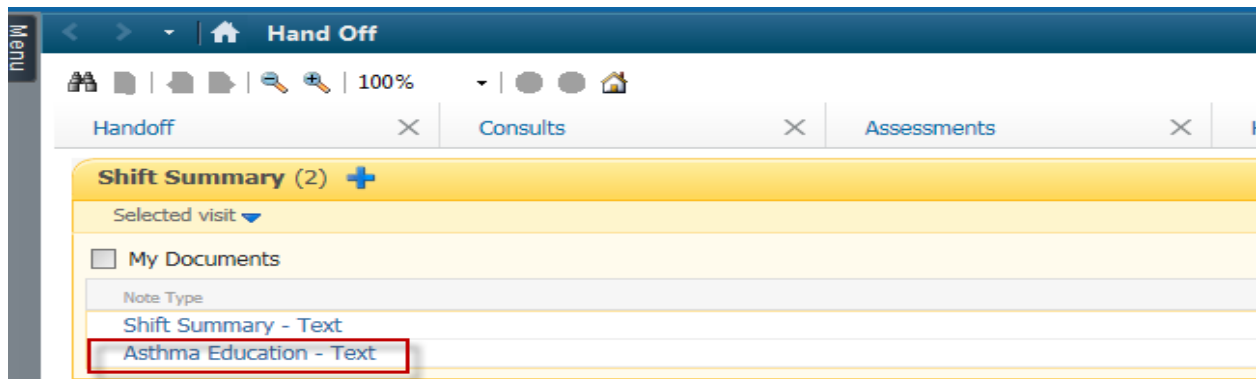 Menu
Hand Off
100%
Handoff Consults Assessments
Shift Summary (2)
Selected visit
My Documents
Note Type
Shift Summary - Text
Asthma Education - Text